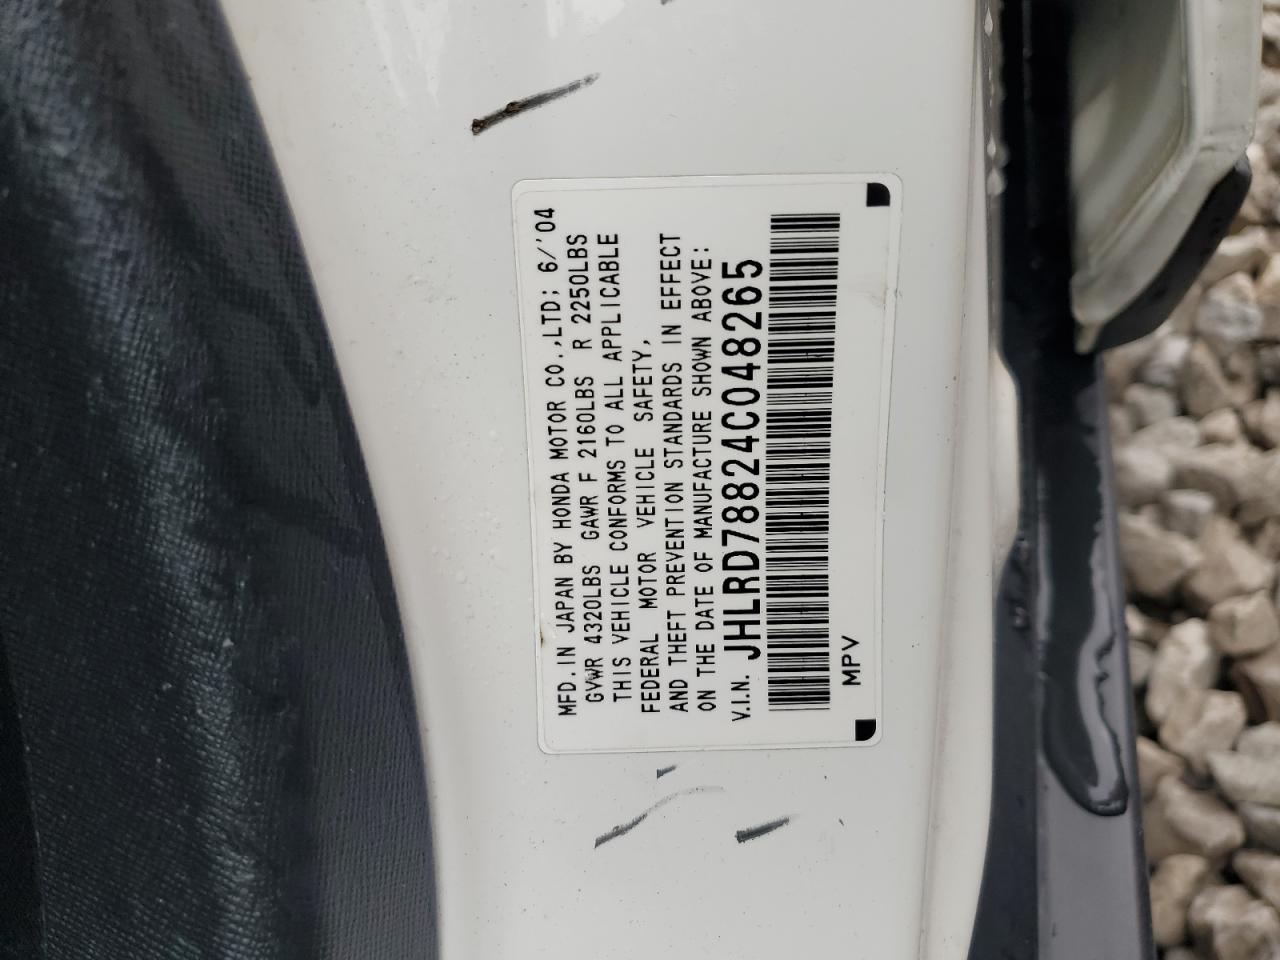 MFD. IN JAPAN BY HONDA MOTOR CO.,LTD: 6/'04
GVWR 4320LBS GAWR F 2160LBS R 2250LBS
THIS VEHICLE CONFORMS TO ALL APPLICABLE
FEDERAL MOTOR VEHICLE SAFETY,
AND THEFT PREVENTION STANDARDS IN EFFECT
ON THE DATE OF MANUFACTURE SHOWN ABOVE:
V.I.N. JHLRD78824C048265
MPV